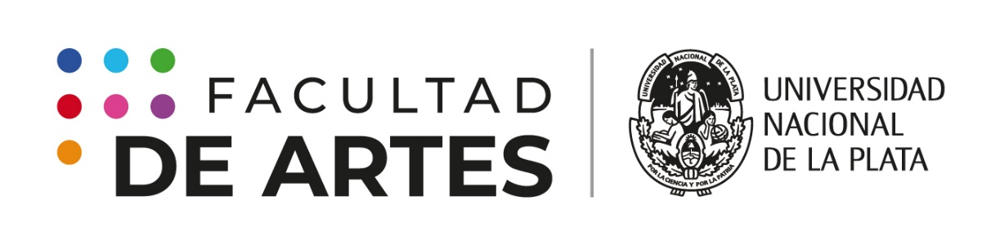 FACULTAD
DE ARTES
UNIVERSIDAD NACIONAL DE LA PLATA
POR LA CIENCIA Y POR LA PATRIA
UNIVERSIDAD
NACIONAL
DE LA PLATA